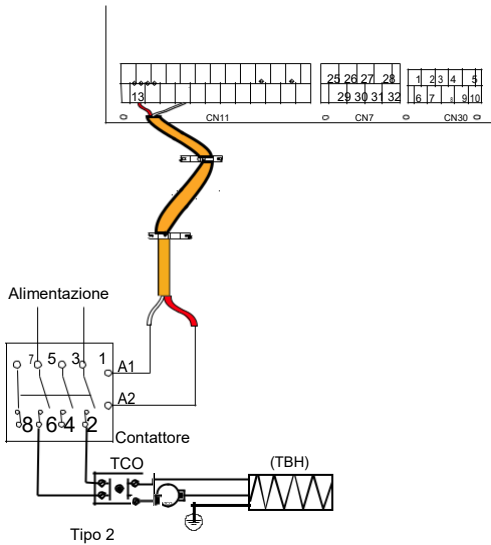 25 26 27 28
1 2 3 4 5
13
29 30 31 32
6 7 8 9 10
CN11
CN7
CN30
Alimentazione
7 5 3 1
A1
A2
8 6 4 2
Contattore
TCO
(TBH)
Tipo 2